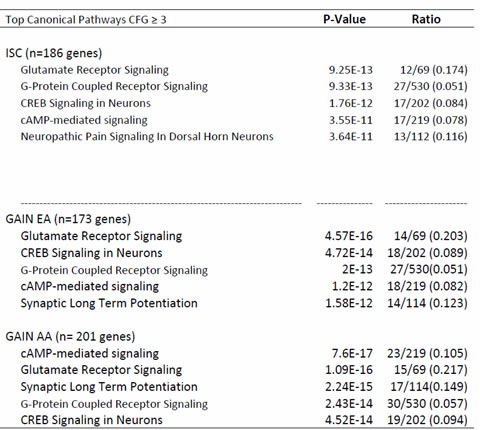 Top Canonical Pathways CFG ≥ 3 P-Value Ratio
ISC (n=186 genes)
Glutamate Receptor Signaling 9.25E-13 12/69 (0.174)
G-Protein Coupled Receptor Signaling 9.33E-13 27/530 (0.051)
CREB Signaling in Neurons 1.76E-12 17/202 (0.084)
cAMP-mediated signaling 3.55E-11 17/219 (0.078)
Neuropathic Pain Signaling In Dorsal Horn Neurons 3.64E-11 13/112 (0.116)
GAIN EA (n=173 genes)
Glutamate Receptor Signaling 4.57E-16 14/69 (0.203)
CREB Signaling in Neurons 4.72E-14 18/202 (0.089)
G-Protein Coupled Receptor Signaling 2E-13 27/530(0.051)
cAMP-mediated signaling 1.2E-12 18/219 (0.082)
Synaptic Long Term Potentiation 1.58E-12 14/114 (0.123)
GAIN AA (n= 201 genes)
cAMP-mediated signaling 7.6E-17 23/219 (0.105)
Glutamate Receptor Signaling 1.09E-16 15/69 (0.217)
Synaptic Long Term Potentiation 2.24E-15 17/114(0.149)
G-Protein Coupled Receptor Signaling 2.43E-14 30/530 (0.057)
CREB Signaling in Neurons 4.52E-14 19/202 (0.094)